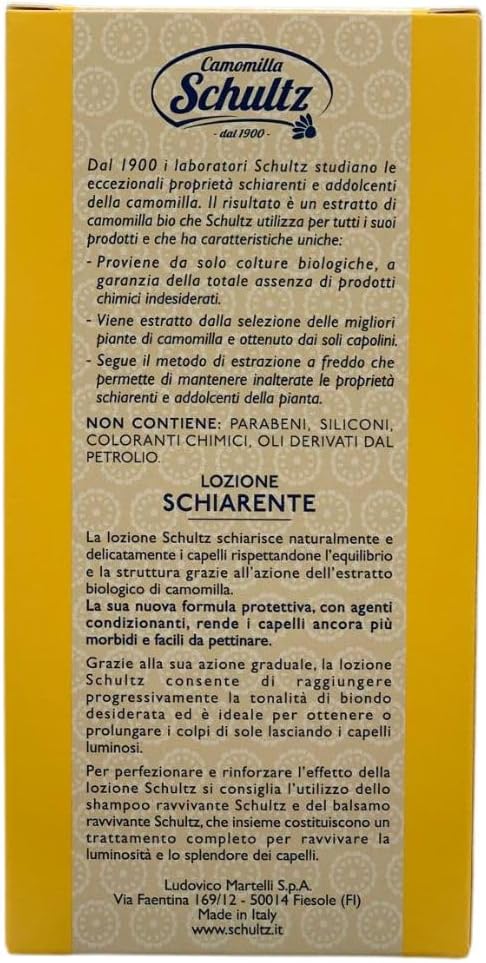 Camomilla
Schultz
- dal 1900 -
Dal 1900 i laboratori Schultz studiano le
eccezionali proprietà schiarenti e addolcenti
della camomilla. Il risultato è un estratto di
camomilla bio che Schultz utilizza per tutti i suoi
prodotti e che ha caratteristiche uniche:
- Proviene da solo colture biologiche, a
garanzia della totale assenza di prodotti
chimici indesiderati.
- Viene estratto dalla selezione delle migliori
piante di camomilla e ottenuto dai soli capolini.
- Segue il metodo di estrazione a freddo che
permette di mantenere inalterate le proprietà
schiarenti e addolcenti della pianta.
NON CONTIENE: PARABENI, SILICONI,
COLORANTI CHIMICI, OLI DERIVATI DAL
PETROLIO.
LOZIONE
SCHIARENTE
La lozione Schultz schiarisce naturalmente e
delicatamente i capelli rispettandone l'equilibrio
e la struttura grazie all'azione dell'estratto
biologico di camomilla.
La sua nuova formula protettiva, con agenti
condizionanti, rende i capelli ancora più
morbidi e facili da pettinare.
Grazie alla sua azione graduale, la lozione
Schultz consente di raggiungere
progressivamente la tonalità di biondo
desiderata ed è ideale per ottenere o
prolungare i colpi di sole lasciando i capelli
luminosi.
Per perfezionare e rinforzare l'effetto della
lozione Schultz si consiglia l'utilizzo dello
shampoo ravvivante Schultz e del balsamo
ravvivante Schultz, che insieme costituiscono un
trattamento completo per ravvivare la
luminosità e lo splendore dei capelli.
Ludovico Martelli S.p.A.
Via Faentina 169/12 - 50014 Fiesole (FI)
Made in Italy
www.schultz.it